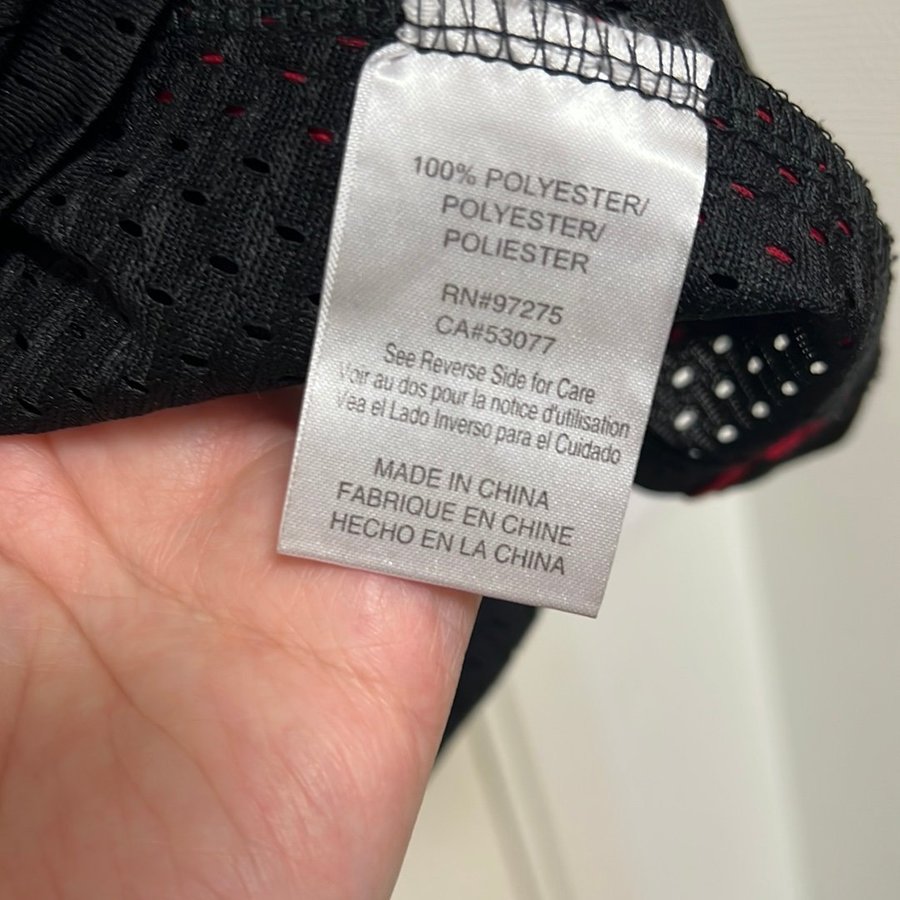 100% POLYESTER/
POLYESTER/
POLIESTER
RN#97275
CA#53077
See Reverse Side for Care
Voir au dos pour la notice d'utilisation
Vea el Lado Inverso para el Cuidado
MADE IN CHINA
FABRIQUE EN CHINE
HECHO EN LA CHINA